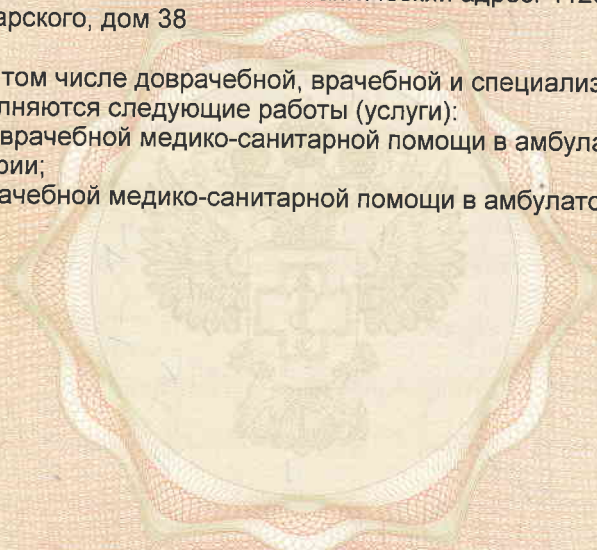 арского, дом 38
том числе доврачебной, врачебной и специализ
лняются следующие работы (услуги):
врачебной медико-санитарной помощи в амбула
рии;
ачебной медико-санитарной помощи в амбулато